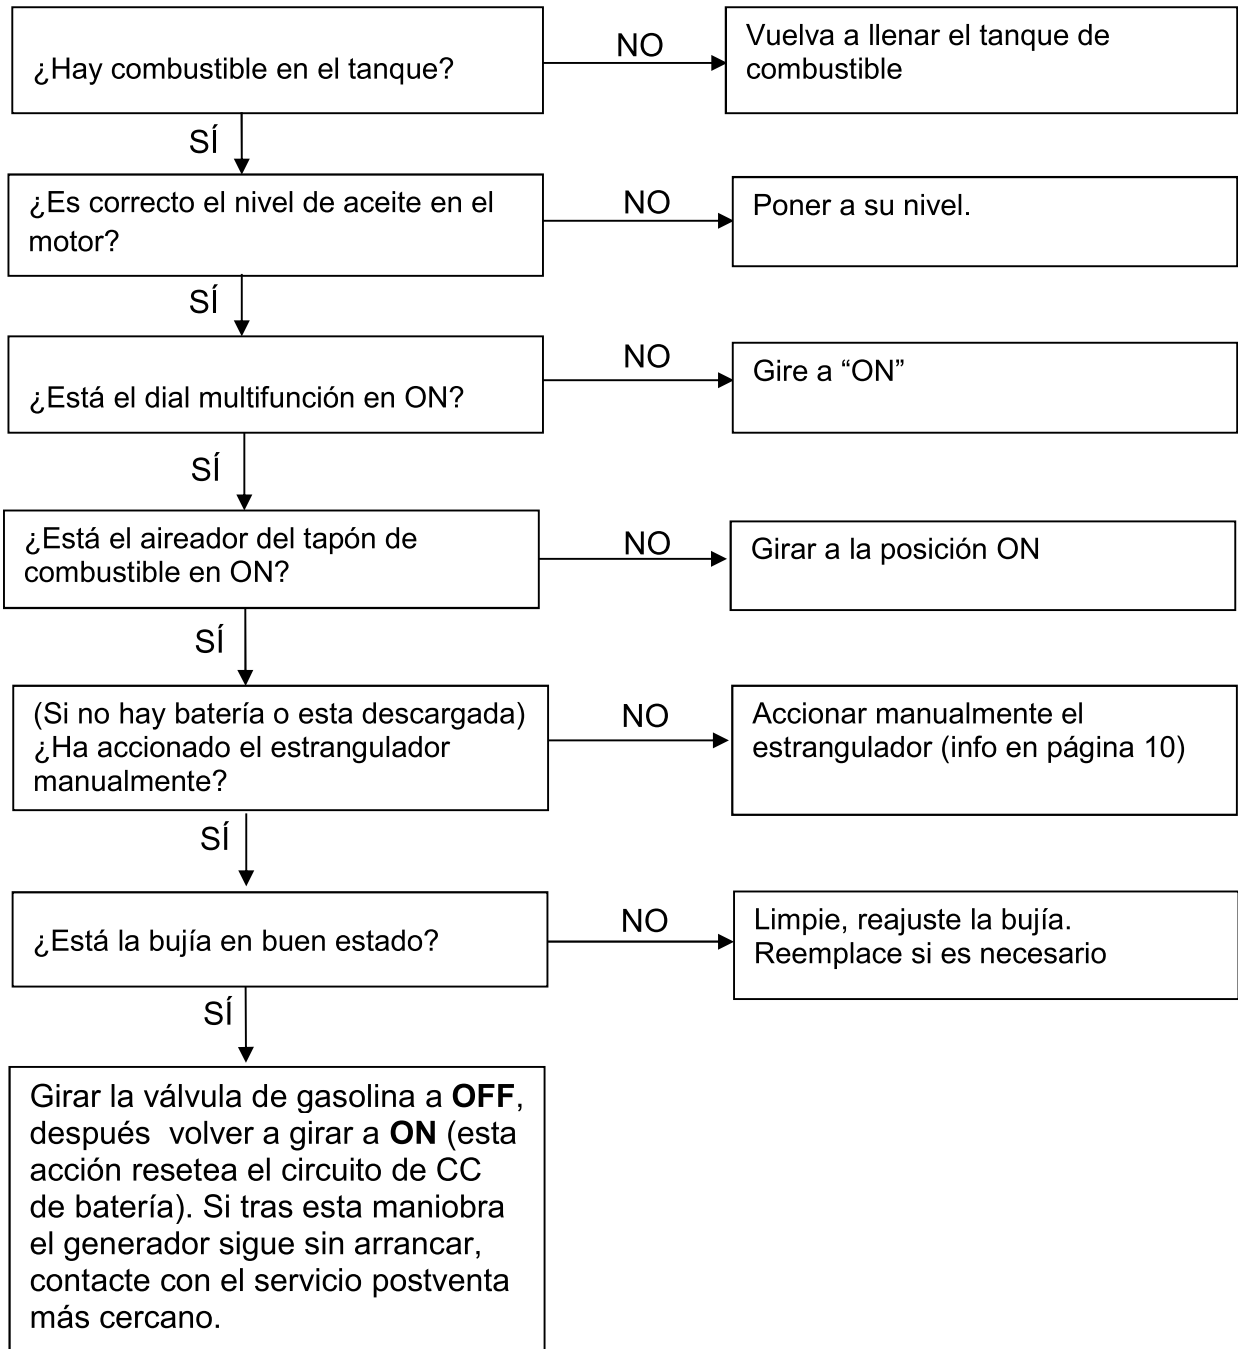 ¿Hay combustible en el tanque?
NO
Vuelva a llenar el tanque de
combustible
SÍ
¿Es correcto el nivel de aceite en el
motor?
NO
Poner a su nivel.
SÍ
¿Está el dial multifunción en ON?
NO
Gire a “ON”
SÍ
¿Está el aireador del tapón de
combustible en ON?
NO
Girar a la posición ON
SÍ
(Si no hay batería o esta descargada)
¿Ha accionado el estrangulador
manualmente?
NO
Accionar manualmente el
estrangulador (info en página 10)
SÍ
¿Está la bujía en buen estado?
NO
Limpie, reajuste la bujía.
Reemplace si es necesario
SÍ
Girar la válvula de gasolina a OFF,
después  volver a girar a ON (esta
acción resetea el circuito de CC
de batería). Si tras esta maniobra
el generador sigue sin arrancar,
contacte con el servicio postventa
más cercano.